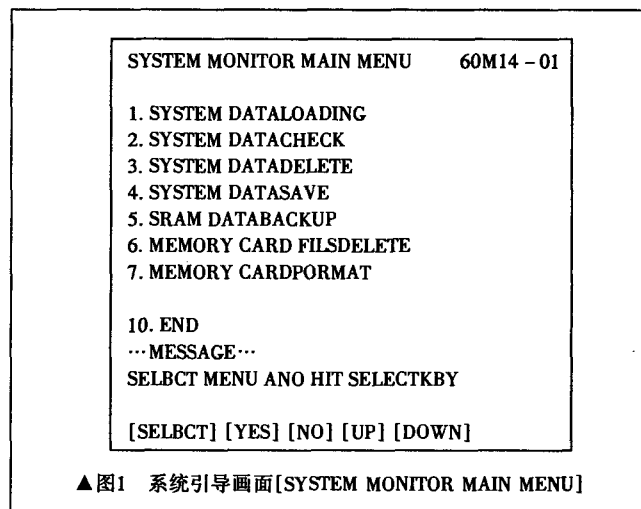 SYSTEM MONITOR MAIN MENU 60M14－01
1. SYSTEM DATALOADING
2. SYSTEM DATACHECK
3. SYSTEM DATADELETE
4. SYSTEM DATASAVE
5. SRAM DATABACKUP
6. MEMORY CARD FILSDELETE
7. MEMORY CARDPORMAT
10. END
…MESSAGE…
SELBCT MENU ANO HIT SELECTKBY
[SELBCT] [YES] [NO] [UP] [DOWN]
▲图1 系统引导画面[SYSTEM MONITOR MAIN MENU]